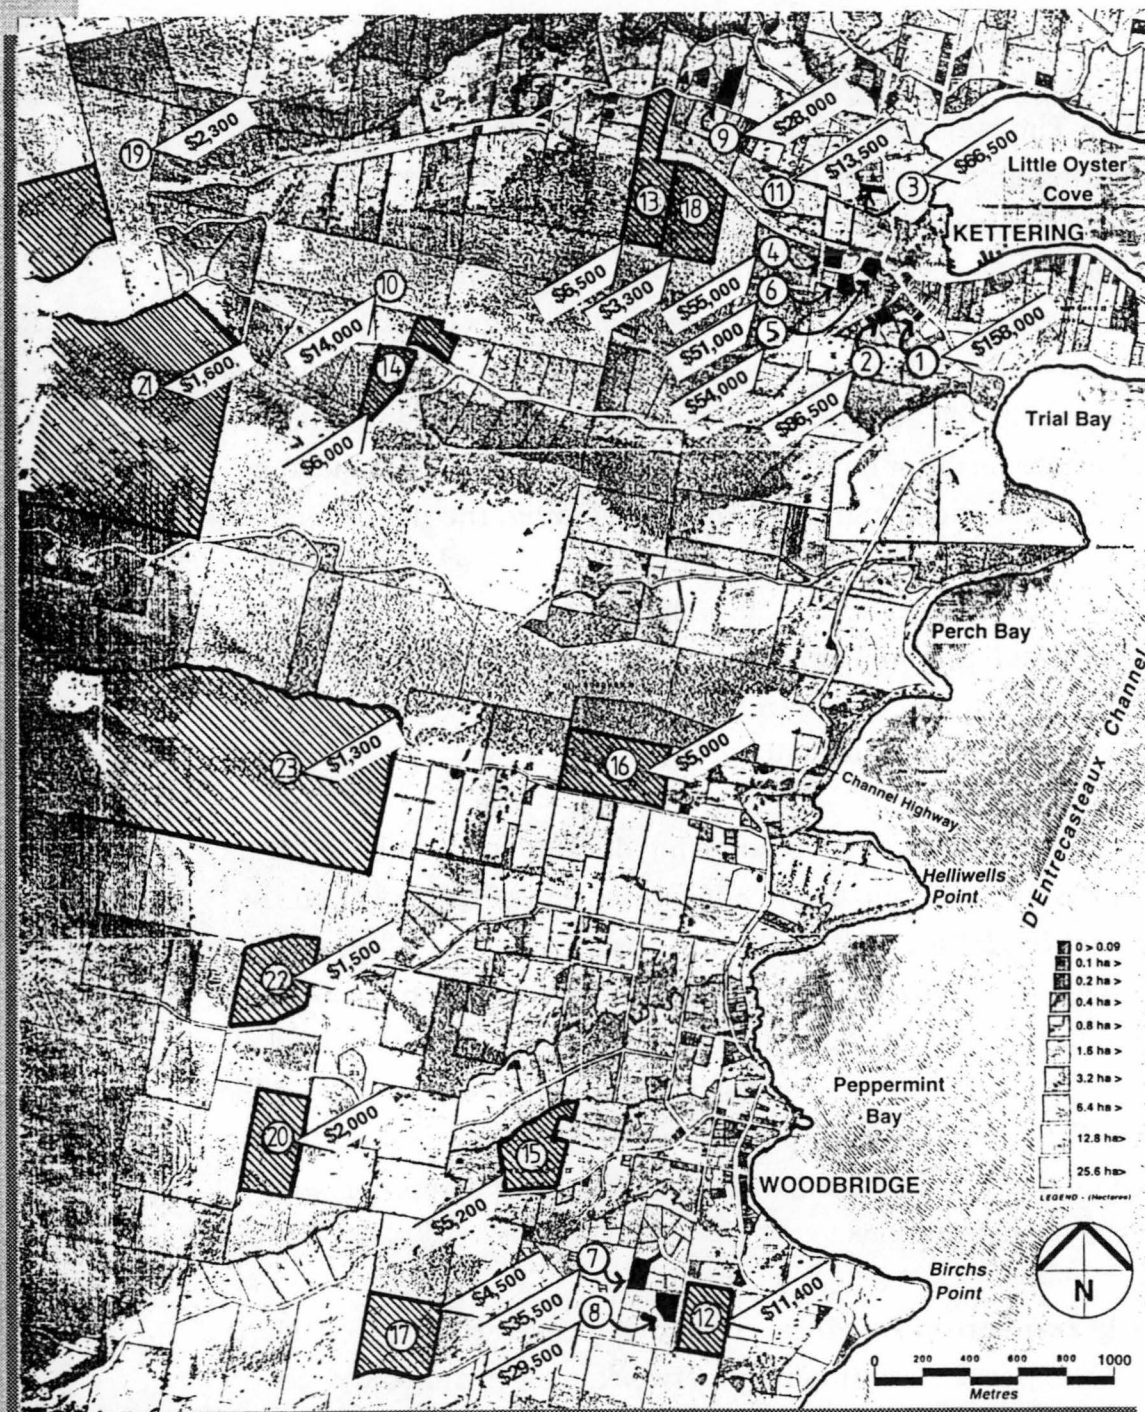 $2,300
19
$28,000
9
$13,500
11
$66,500
3
Little Oyster
Cove
KETTERING
13
18
4
6
5
$6,500
$3,300
$55,000
$51,000
$54,000
10
$14,000
14
$6,000
21
$1,600.
2
1
$158,000
$86,500
Trial Bay
Perch Bay
D'Entrecasteaux Channel
23
$1,300
16
$5,000
Channel Highway
Helliwells
Point
22
$1,500
20
$2,000
15
$5,200
Peppermint
Bay
WOODBRIDGE
7
8
17
$4,500
$35,500
$29,500
12
$11,400
Birchs
Point
0 > 0.09
0.1 ha >
0.2 ha >
0.4 ha >
0.8 ha >
1.6 ha >
3.2 ha >
6.4 ha >
12.8 ha>
25.6 ha>
LEGEND - (Hectares)
N
0 200 400 600 800 1000
Metres